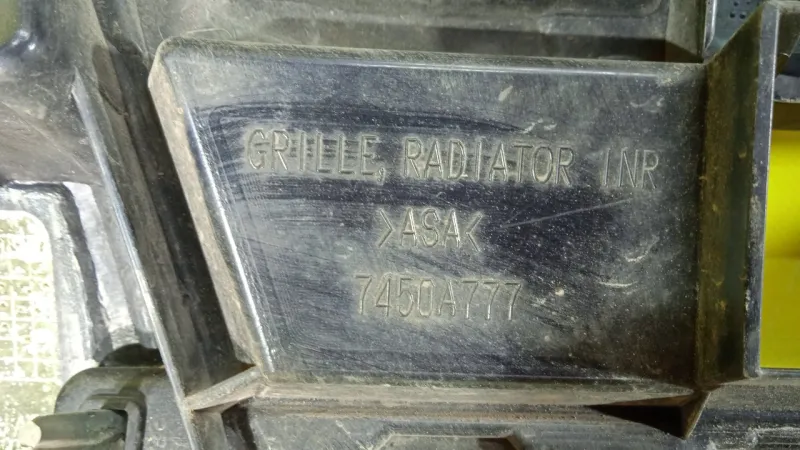 GRILLE, RADIATOR INR
>ASA<
7450A777